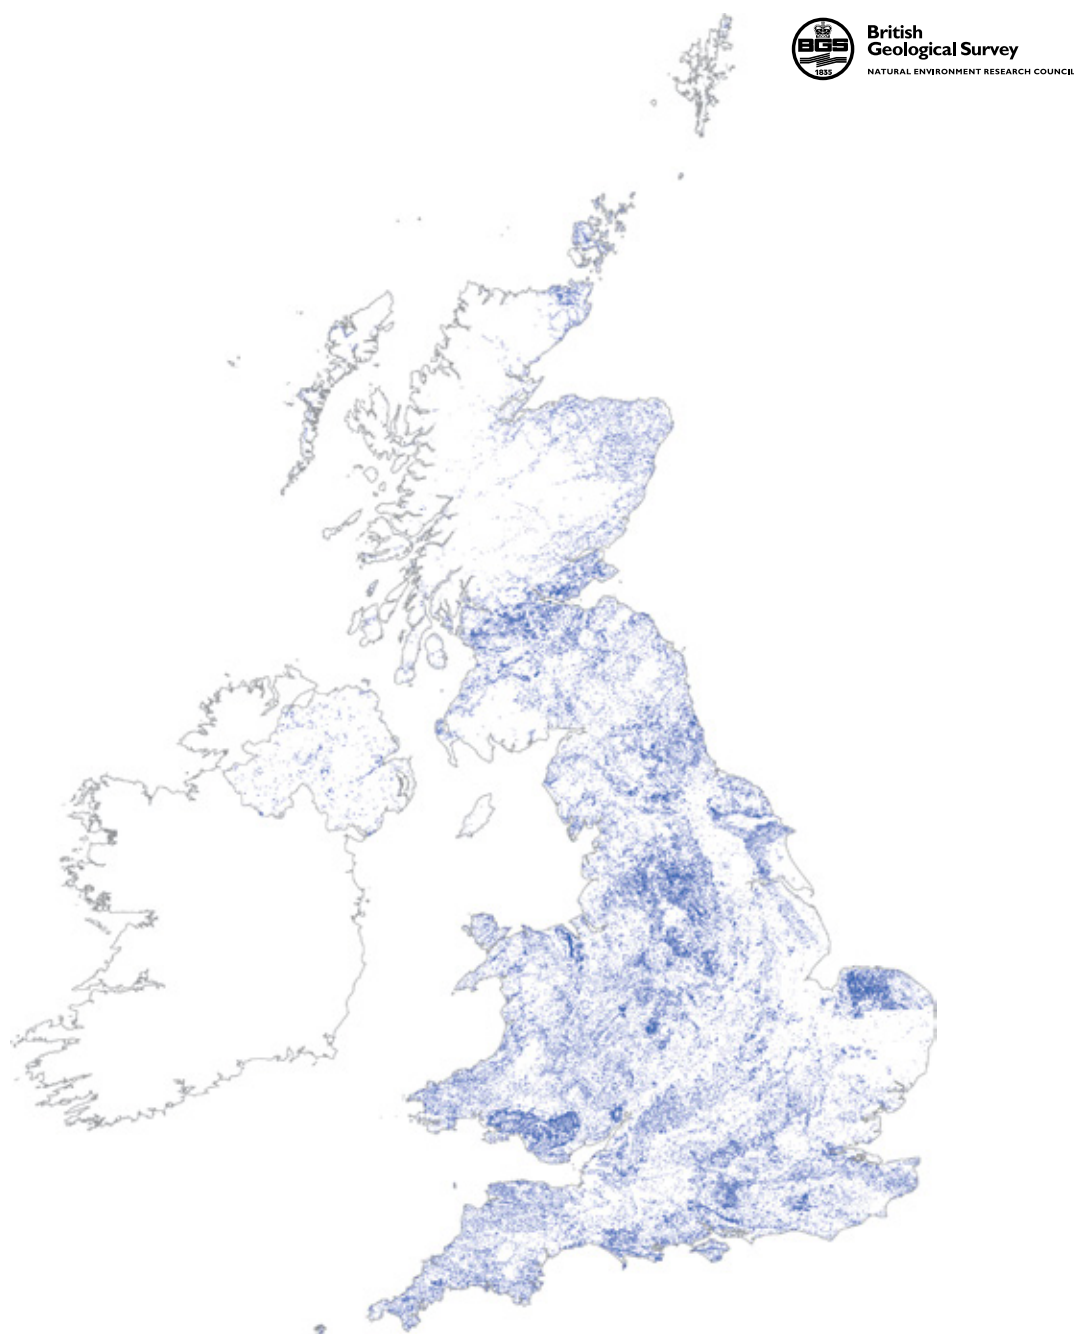 British
Geological Survey
NATURAL ENVIRONMENT RESEARCH COUNCIL
BGS
1835